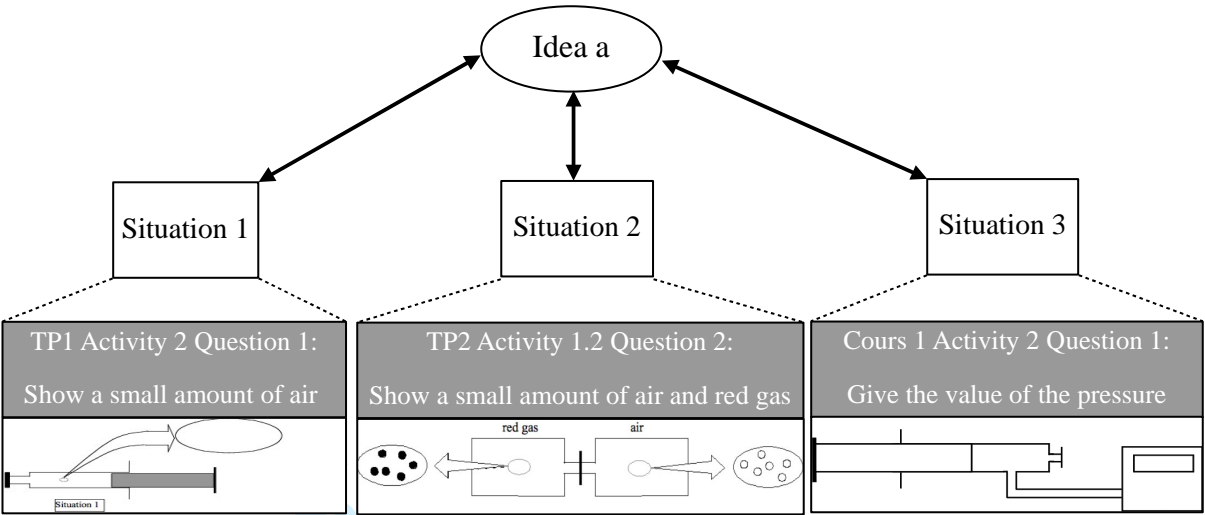 Idea a
Situation 1
Situation 2
Situation 3
TP1 Activity 2 Question 1:
Show a small amount of air
TP2 Activity 1.2 Question 2:
Show a small amount of air and red gas
Cours 1 Activity 2 Question 1:
Give the value of the pressure
red gas
air
Situation 1